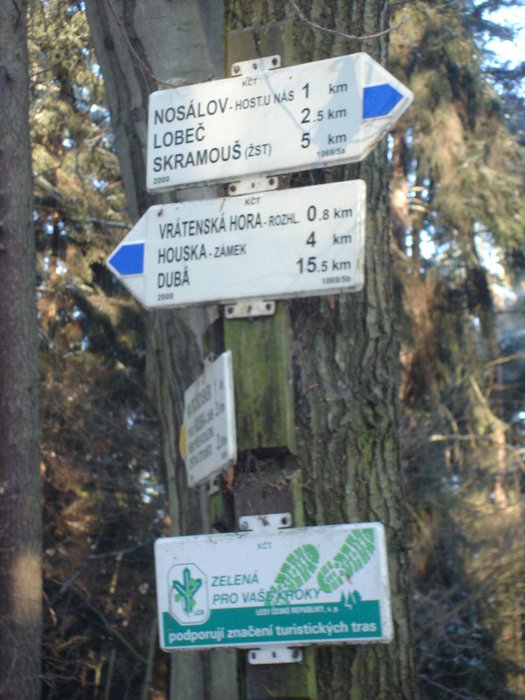 KČT
NOSÁLOV - HOST.U NÁS 1 km
LOBEČ 2.5 km
SKRAMOUŠ (ŽST) 5 km
2000 1069/5a
KČT
VRÁTENSKÁ HORA - ROZHL. 0.8 km
HOUSKA - ZÁMEK 4 km
DUBÁ 15.5 km
2000 1069/5b
KČT
ZELENÁ
PRO VAŠE KROKY
LČR
LESY ČESKÉ REPUBLIKY, s. p.
podporují značení turistických tras